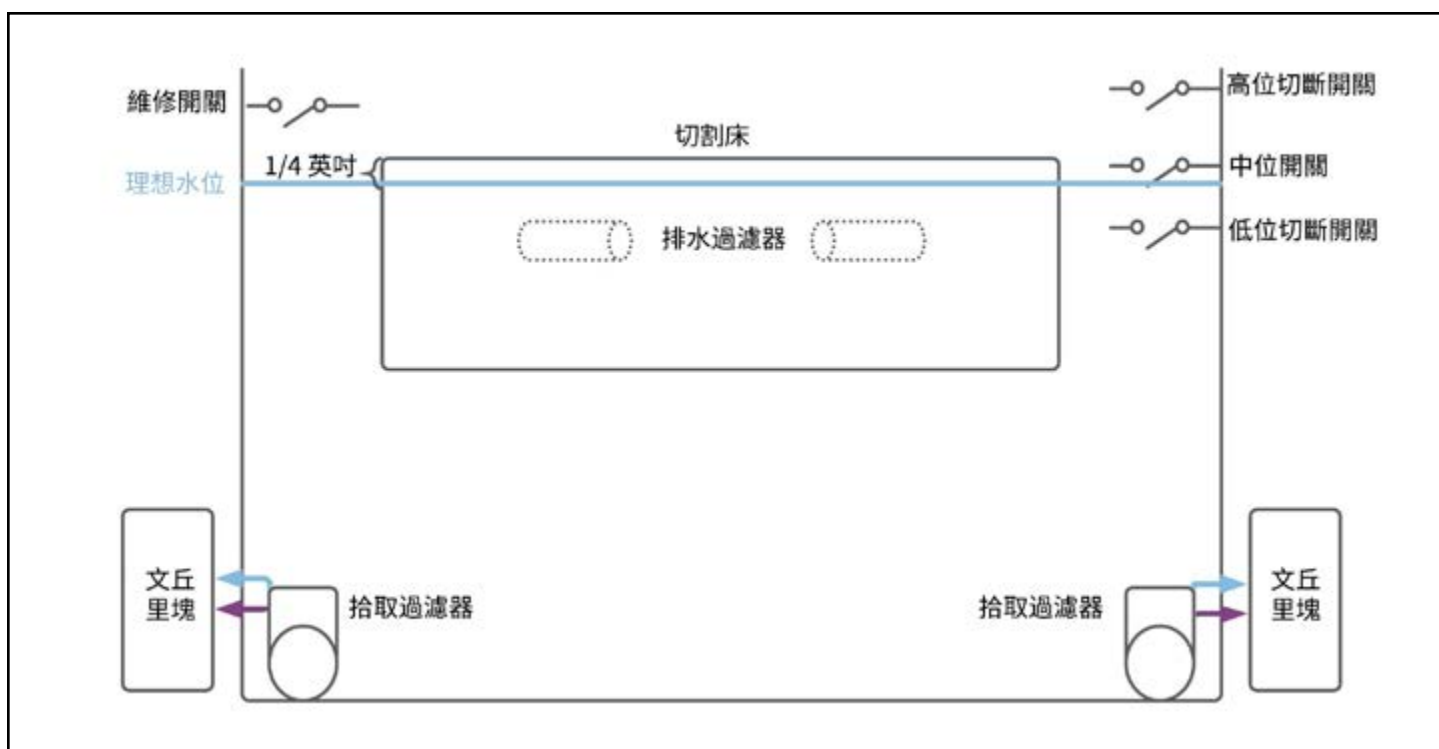 高位切斷開關
維修開關
切割床
1/4 英吋
中位開關
理想水位
排水過濾器
低位切斷開關
文丘
里塊
拾取過濾器
拾取過濾器
文丘
里塊